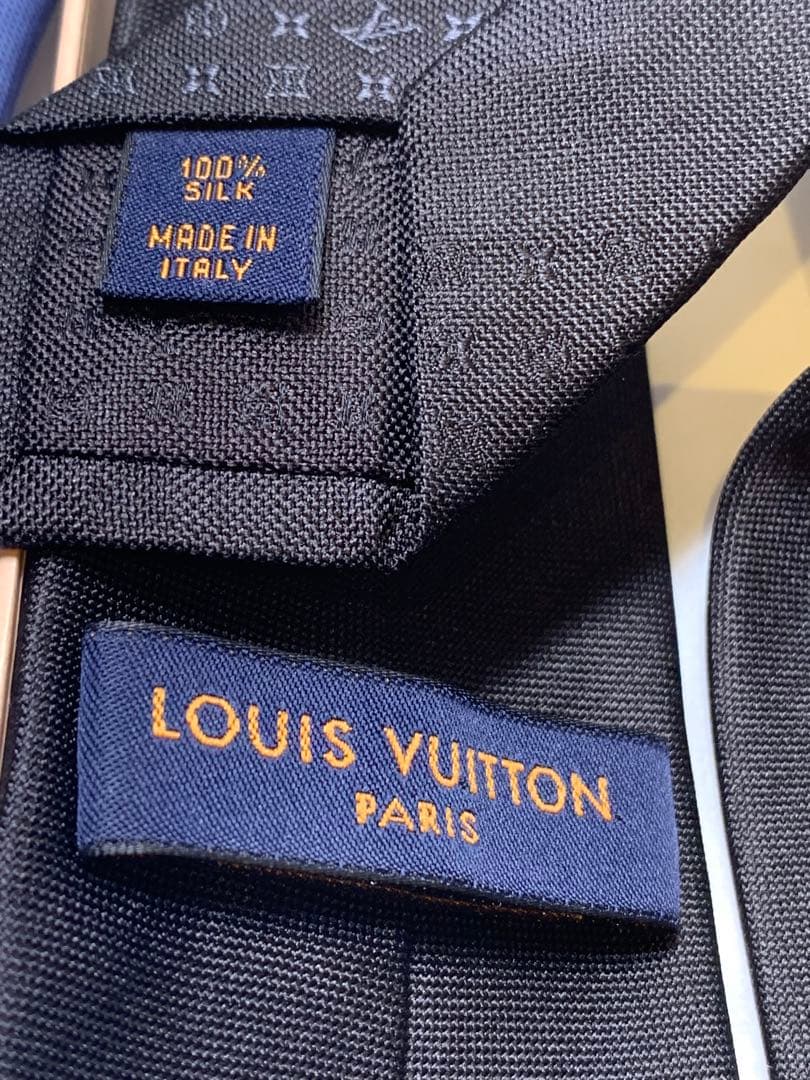 100%
SILK
MADE IN
ITALY
LOUIS VUITTON
PARIS